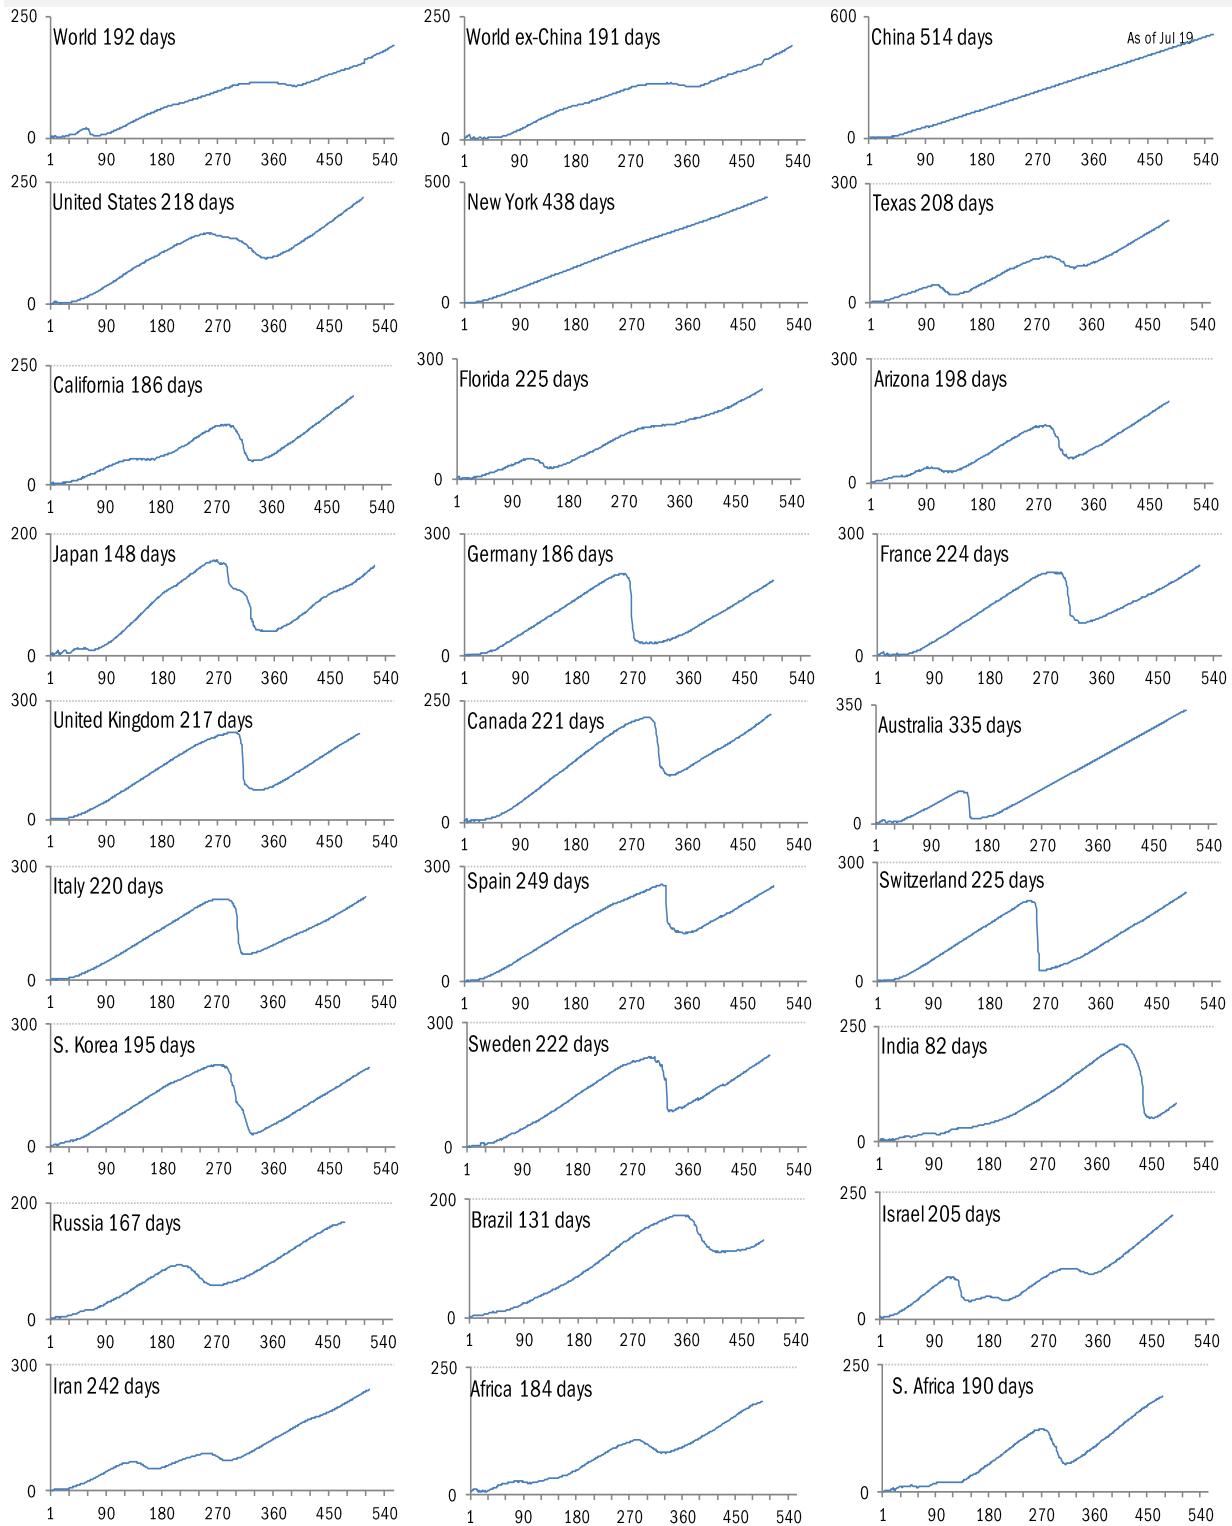 250
World 192 days
0
1 90 180 270 360 450 540
250
World ex-China 191 days
0
1 90 180 270 360 450 540
600
China 514 days
As of Jul 19
0
1 90 180 270 360 450 540
250
United States 218 days
0
1 90 180 270 360 450 540
500
New York 438 days
0
1 90 180 270 360 450 540
300
Texas 208 days
0
1 90 180 270 360 450 540
250
California 186 days
0
1 90 180 270 360 450 540
300
Florida 225 days
0
1 90 180 270 360 450 540
300
Arizona 198 days
0
1 90 180 270 360 450 540
200
Japan 148 days
0
1 90 180 270 360 450 540
300
Germany 186 days
0
1 90 180 270 360 450 540
300
France 224 days
0
1 90 180 270 360 450 540
300
United Kingdom 217 days
0
1 90 180 270 360 450 540
250
Canada 221 days
0
1 90 180 270 360 450 540
350
Australia 335 days
0
1 90 180 270 360 450 540
300
Italy 220 days
0
1 90 180 270 360 450 540
300
Spain 249 days
0
1 90 180 270 360 450 540
300
Switzerland 225 days
0
1 90 180 270 360 450 540
300
S. Korea 195 days
0
1 90 180 270 360 450 540
300
Sweden 222 days
0
1 90 180 270 360 450 540
250
India 82 days
0
1 90 180 270 360 450 540
200
Russia 167 days
0
1 90 180 270 360 450 540
200
Brazil 131 days
0
1 90 180 270 360 450 540
250
Israel 205 days
0
1 90 180 270 360 450 540
300
Iran 242 days
0
1 90 180 270 360 450 540
250
Africa 184 days
0
1 90 180 270 360 450 540
250
S. Africa 190 days
0
1 90 180 270 360 450 540